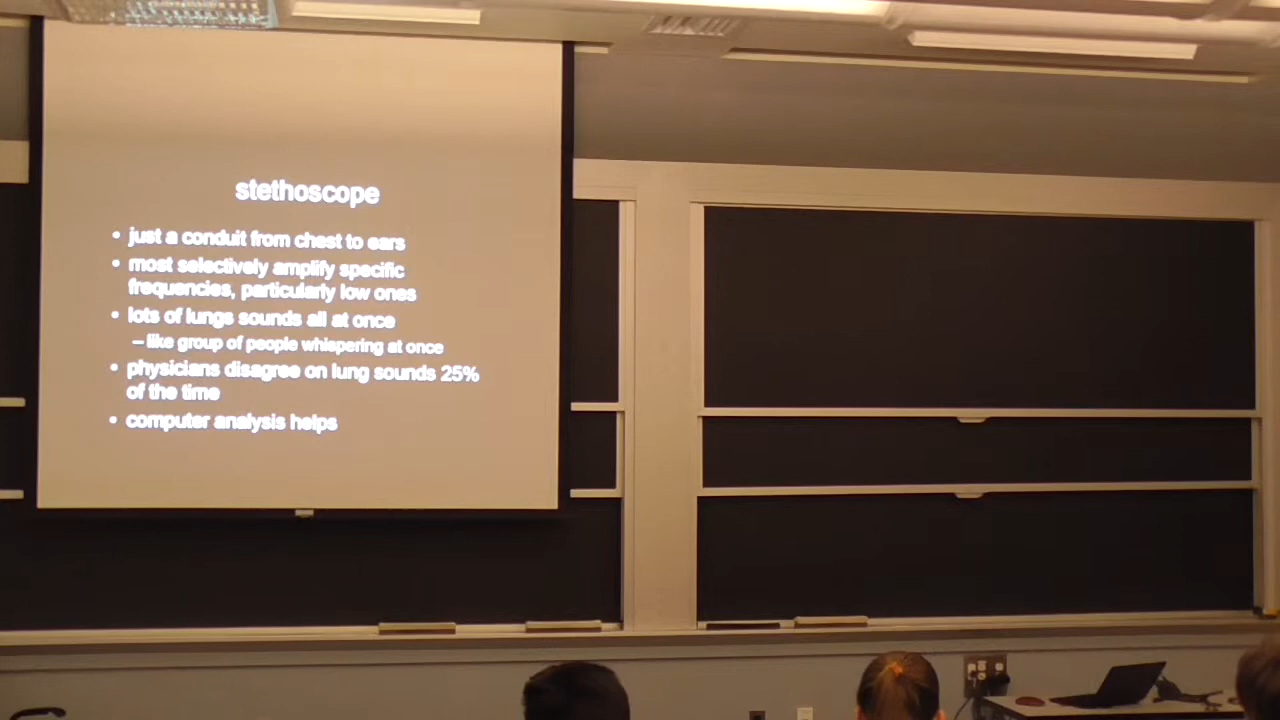 stethoscope
• just a conduit from chest to ears
• most selectively amplify specific
frequencies, particularly low ones
• lots of lungs sounds all at once
– like group of people whispering at once
• physicians disagree on lung sounds 25%
of the time
• computer analysis helps